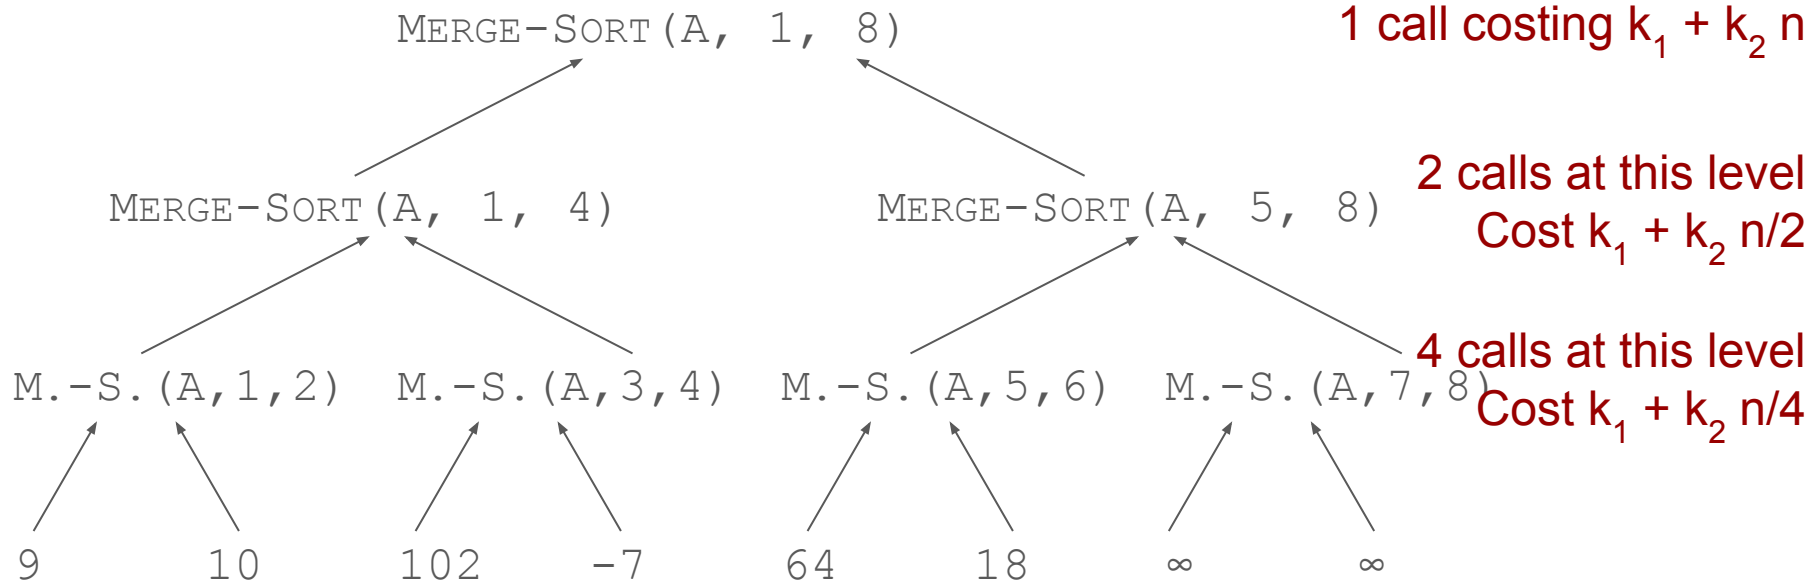 MERGE-SORT(A, 1, 8)
1 call costing k₁ + k₂ n
MERGE-SORT(A, 1, 4)
MERGE-SORT(A, 5, 8)
2 calls at this level
Cost k₁ + k₂ n/2
M.-S.(A,1,2)
M.-S.(A,3,4)
M.-S.(A,5,6)
M.-S.(A,7,8)
4 calls at this level
Cost k₁ + k₂ n/4
9 10 102 -7 64 18 ∞ ∞